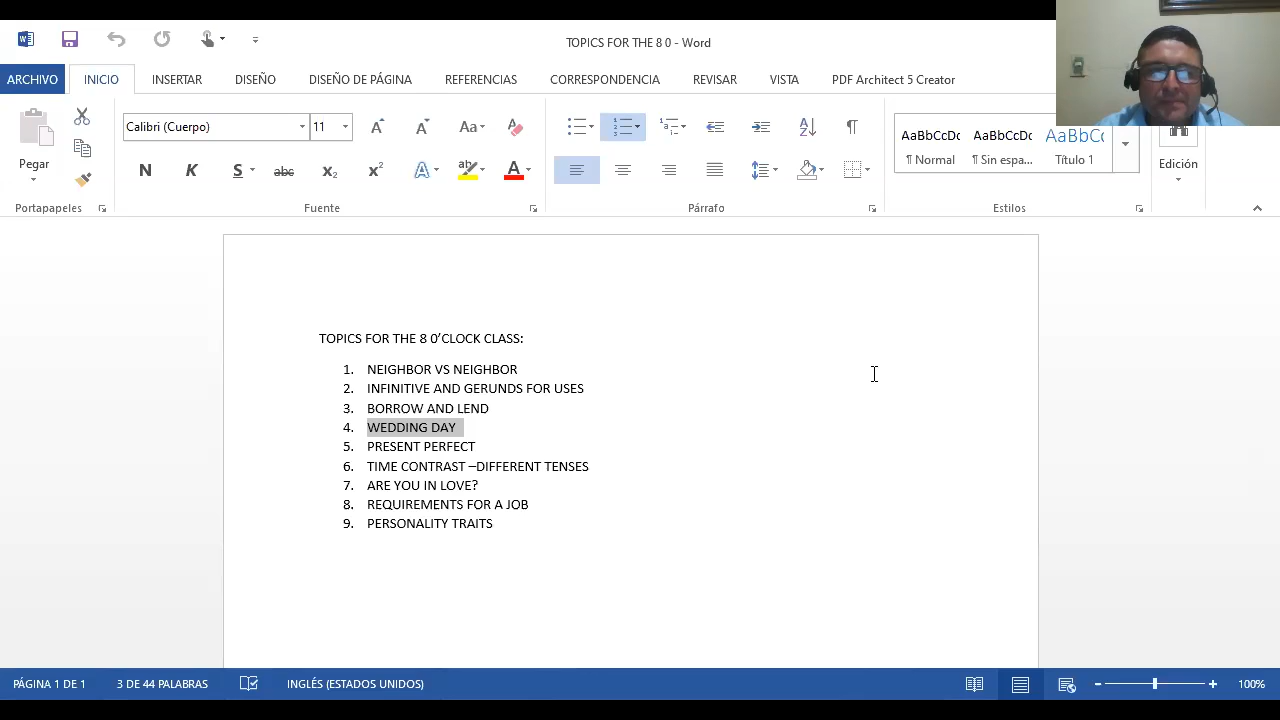 TOPICS FOR THE 8 0 - Word
ARCHIVO INICIO INSERTAR DISEÑO DISEÑO DE PÁGINA REFERENCIAS CORRESPONDENCIA REVISAR VISTA PDF Architect 5 Creator
Calibri (Cuerpo) 11 A A Aa
AaBbCcDc AaBbCcDc AaBbCc
Pegar N K S abc x₂ x² A ab A ¶ Normal ¶ Sin espa... Título 1 Edición
Portapapeles Fuente Párrafo Estilos
TOPICS FOR THE 8 0'CLOCK CLASS:
1. NEIGHBOR VS NEIGHBOR
2. INFINITIVE AND GERUNDS FOR USES
3. BORROW AND LEND
4. WEDDING DAY
5. PRESENT PERFECT
6. TIME CONTRAST –DIFFERENT TENSES
7. ARE YOU IN LOVE?
8. REQUIREMENTS FOR A JOB
9. PERSONALITY TRAITS
PÁGINA 1 DE 1 3 DE 44 PALABRAS INGLÉS (ESTADOS UNIDOS) 100%